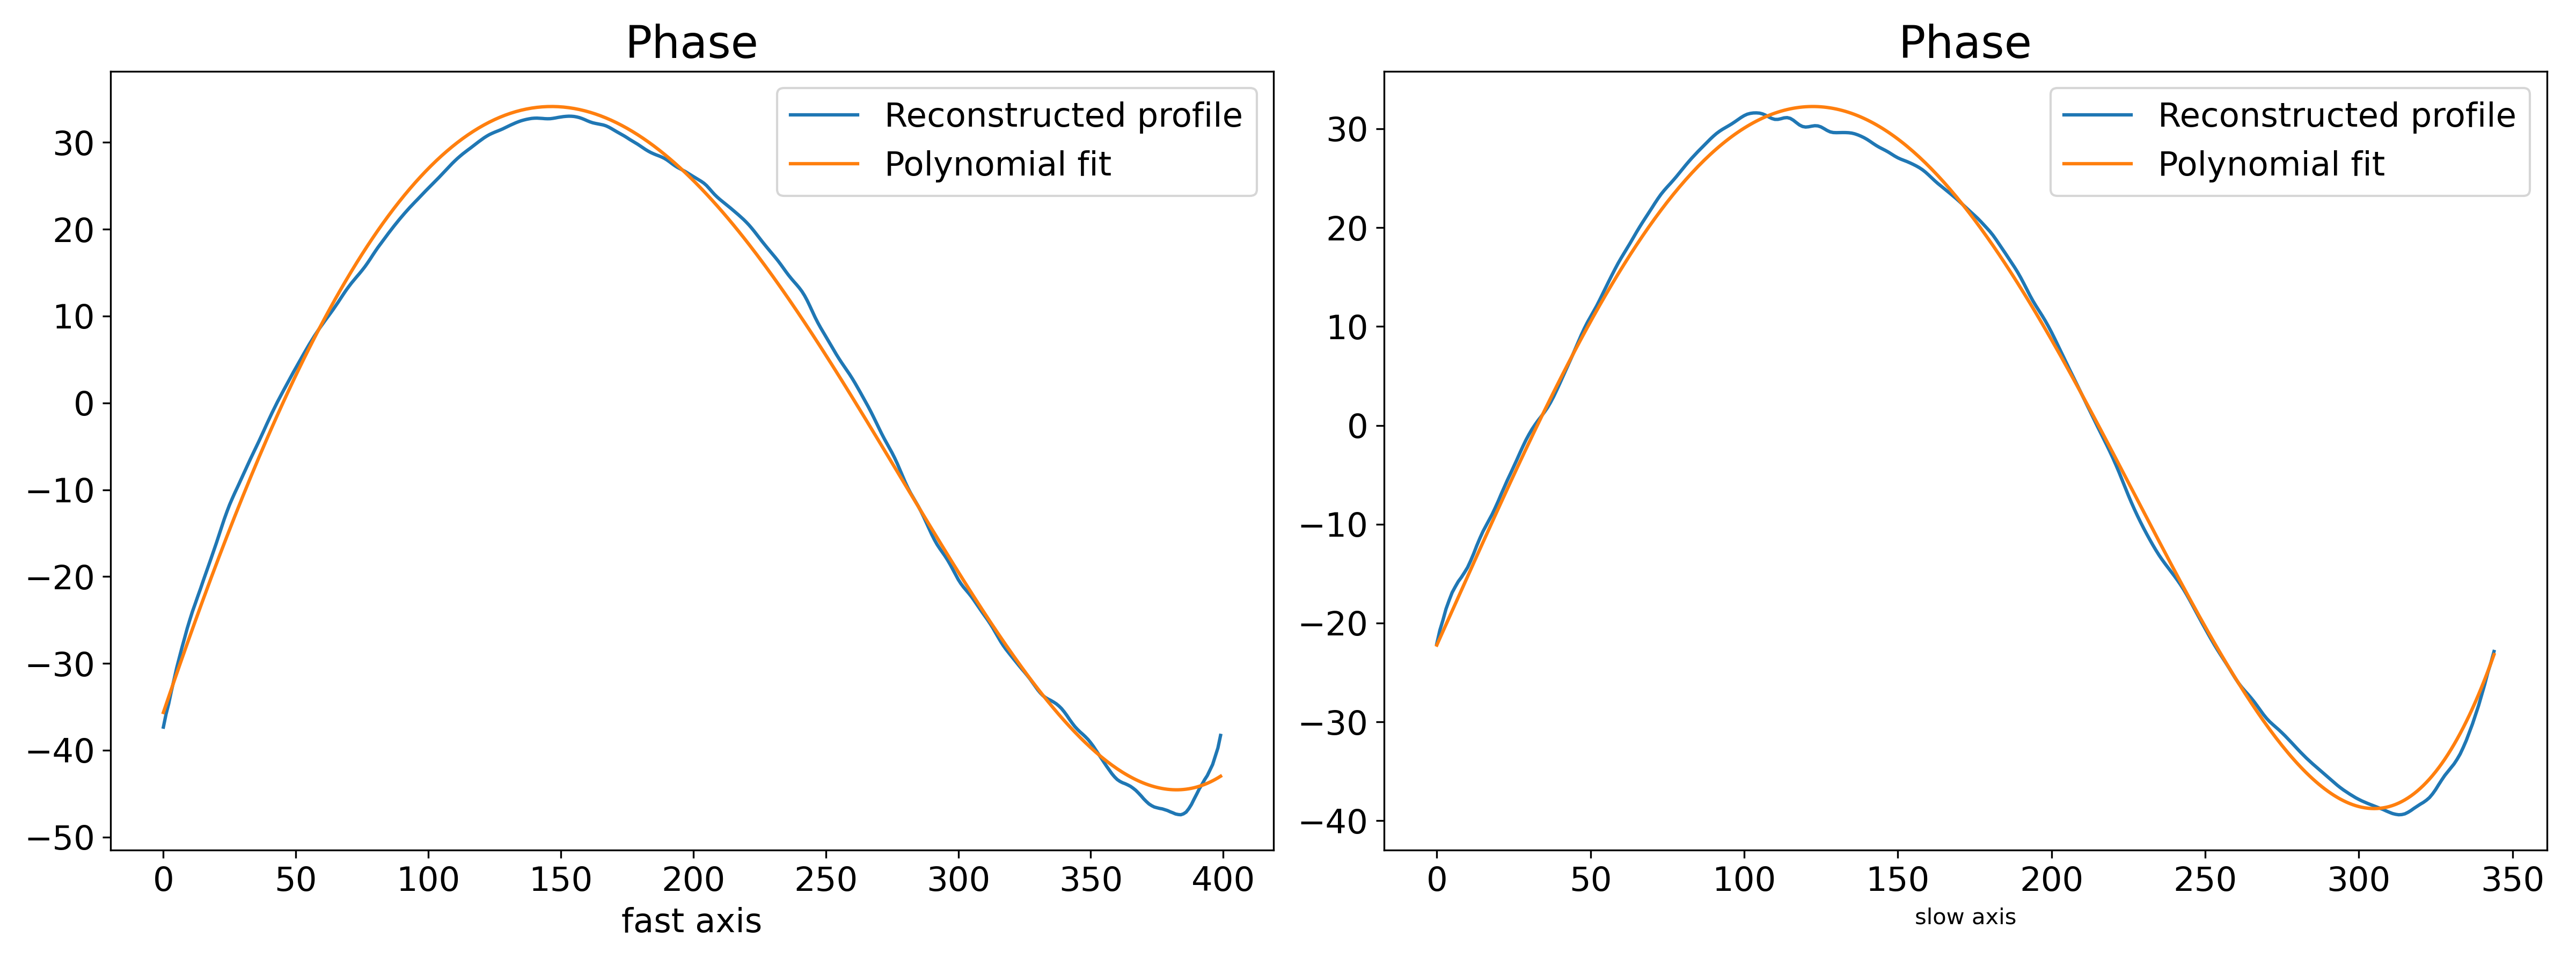 Phase
Reconstructed profile
Polynomial fit
30
20
10
0
−10
−20
−30
−40
−50
0 50 100 150 200 250 300 350 400
fast axis
Phase
Reconstructed profile
Polynomial fit
30
20
10
0
−10
−20
−30
−40
0 50 100 150 200 250 300 350
slow axis